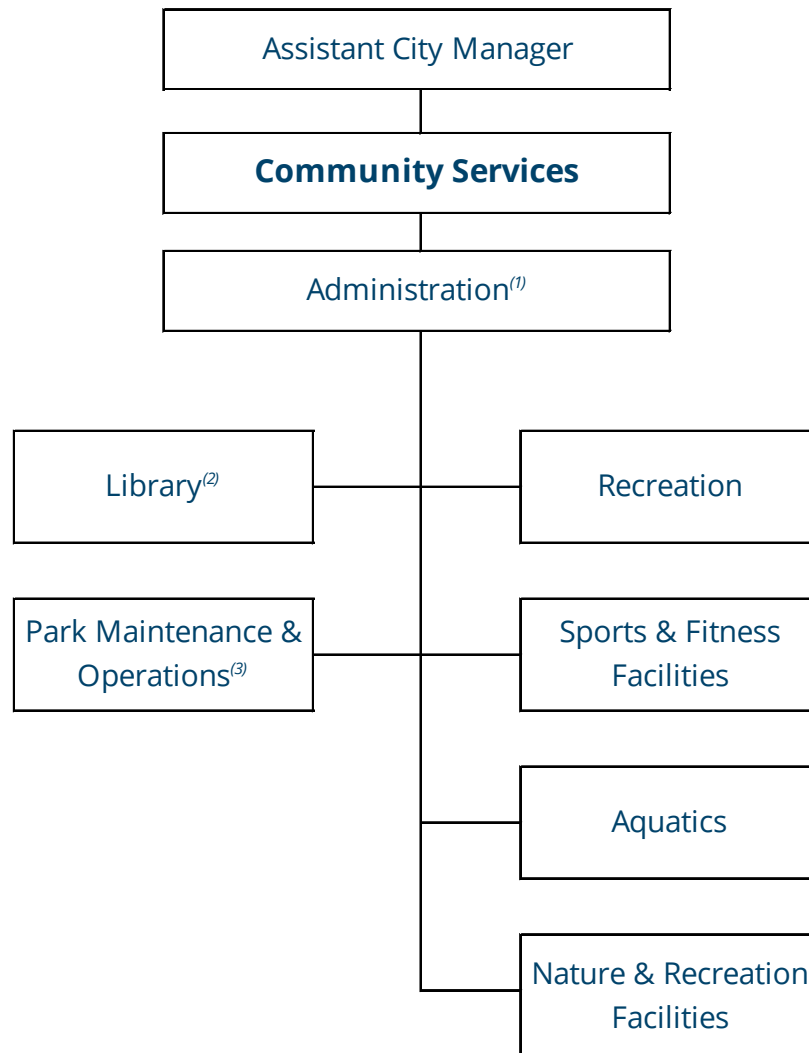 Assistant City Manager
Community Services
Administration(1)
Library(2)
Recreation
Park Maintenance &
Operations(3)
Sports & Fitness
Facilities
Aquatics
Nature & Recreation
Facilities